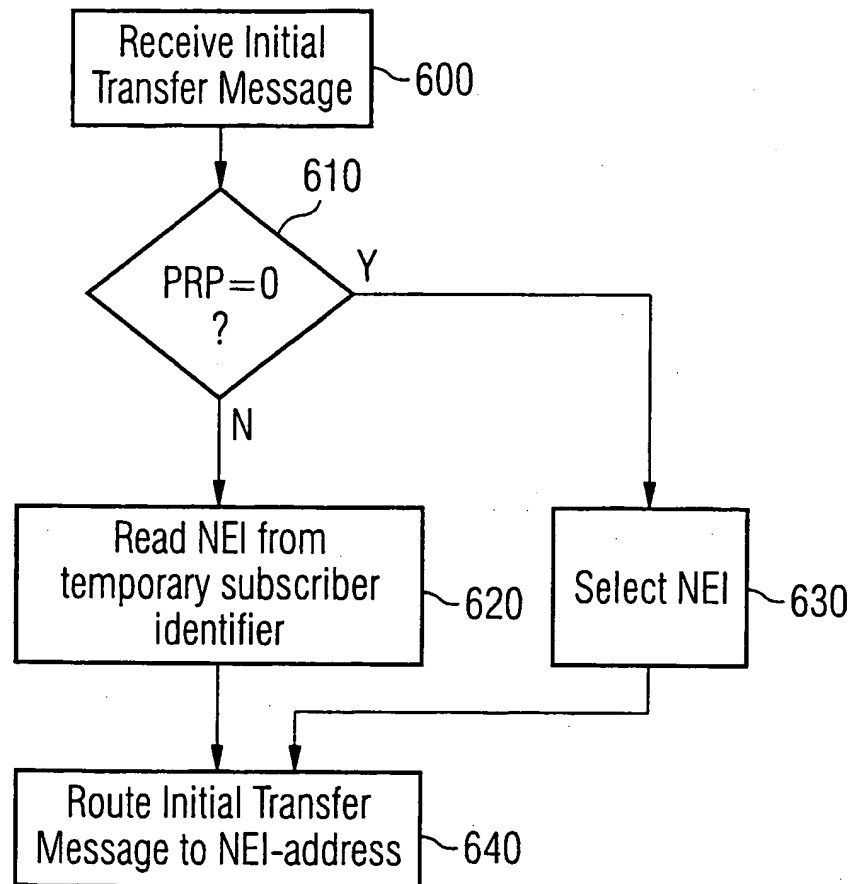 Receive Initial
Transfer Message
600
610
PRP=0
?
Y
N
Read NEI from
temporary subscriber
identifier
620
Select NEI
630
Route Initial Transfer
Message to NEI-address
640